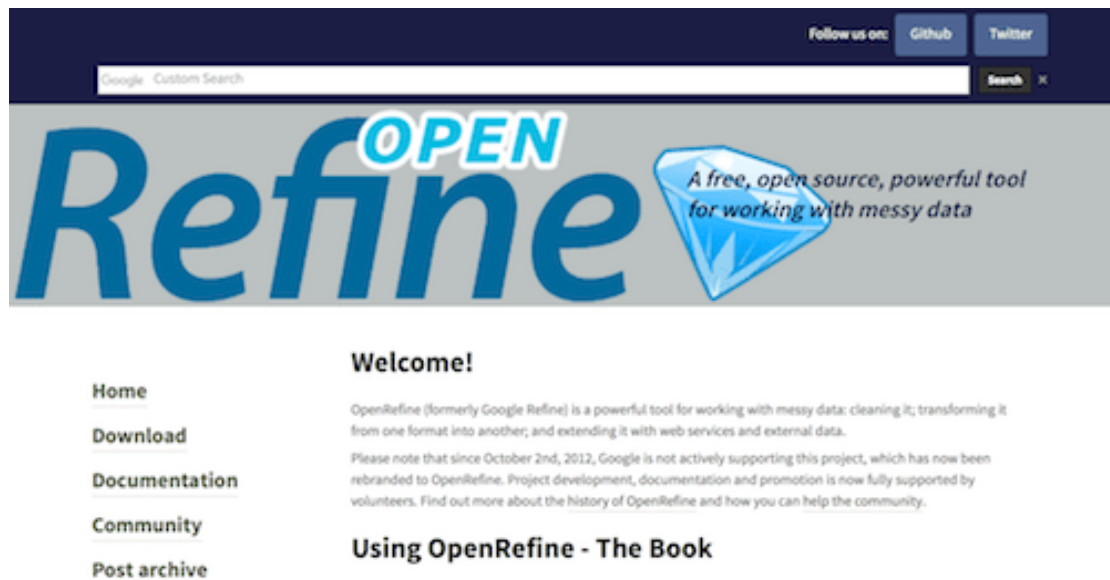 Follow us on: Github Twitter
Google Custom Search Search ×
OPEN
Refine
A free, open source, powerful tool
for working with messy data
Home
Download
Documentation
Community
Post archive
Welcome!
OpenRefine (formerly Google Refine) is a powerful tool for working with messy data: cleaning it; transforming it
from one format into another; and extending it with web services and external data.
Please note that since October 2nd, 2012, Google is not actively supporting this project, which has now been
rebranded to OpenRefine. Project development, documentation and promotion is now fully supported by
volunteers. Find out more about the history of OpenRefine and how you can help the community.
Using OpenRefine - The Book